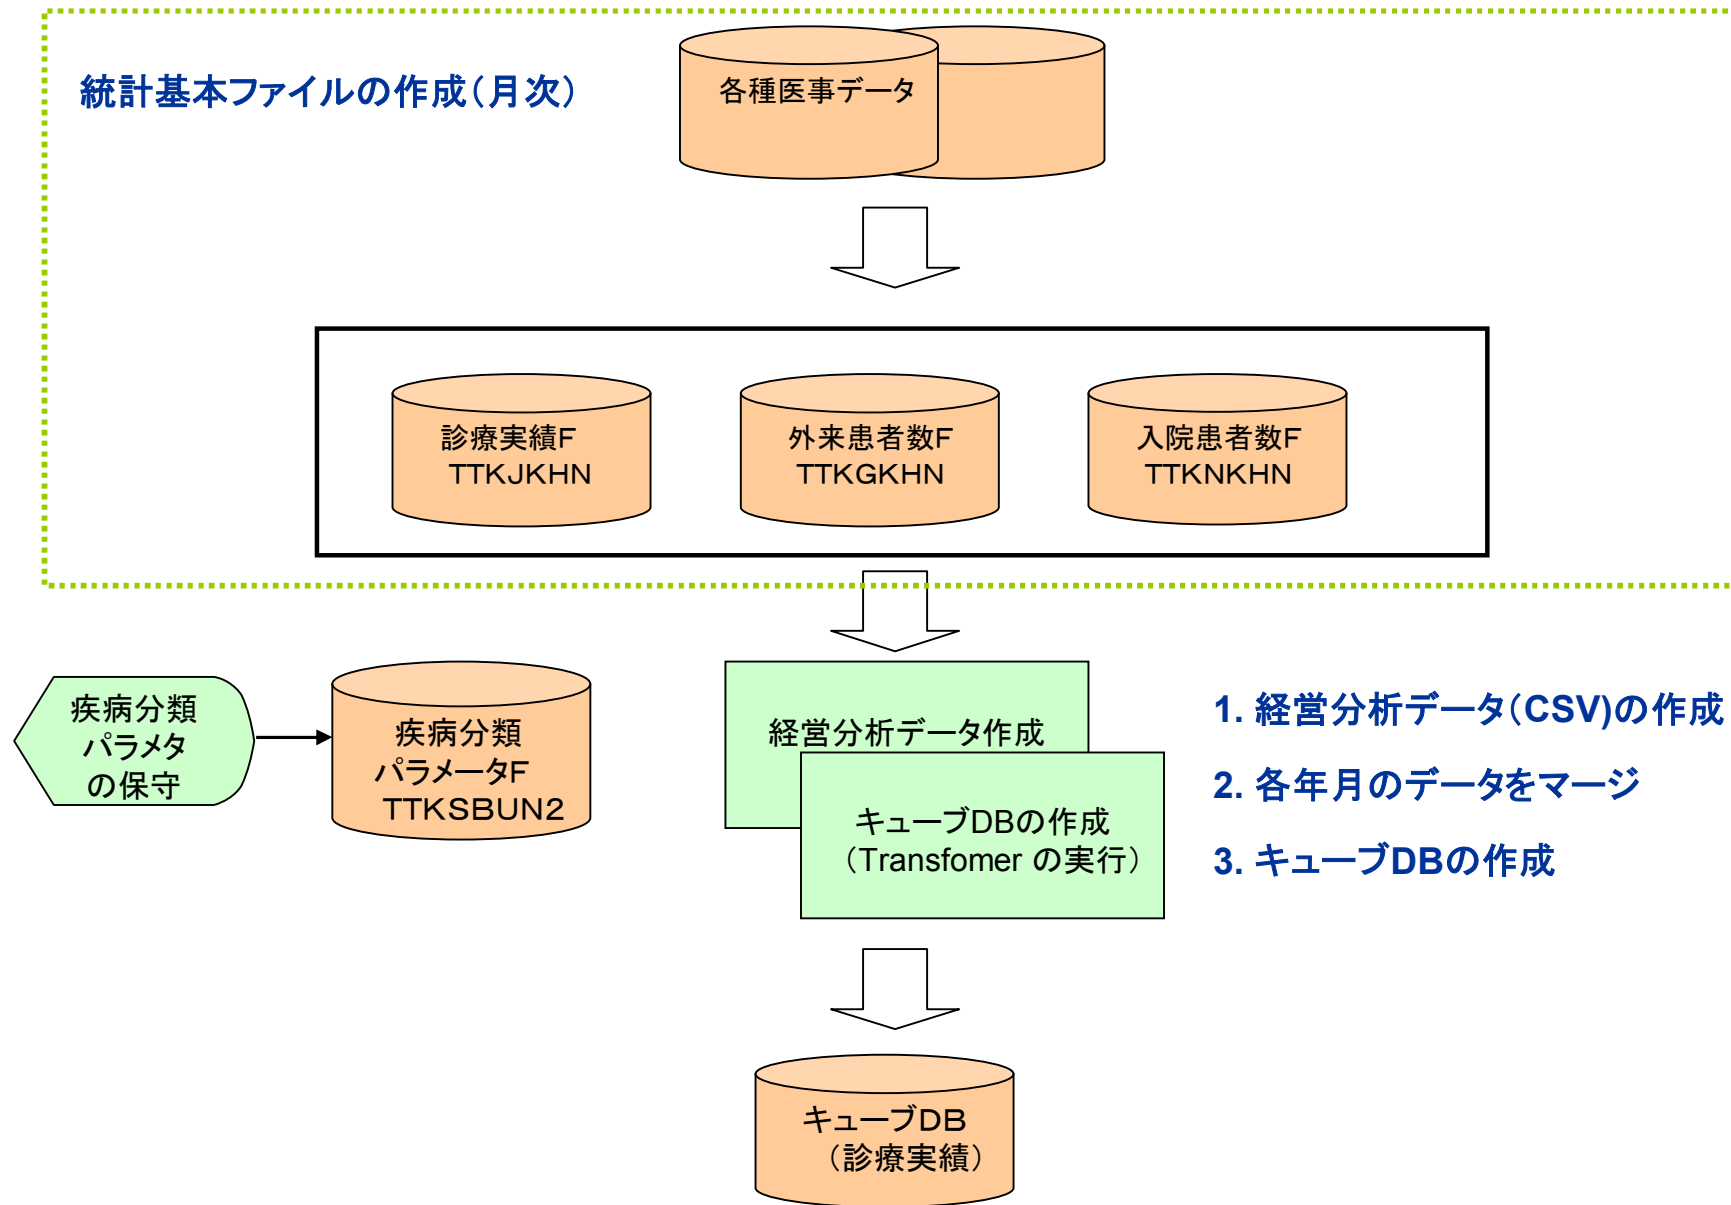 統計基本ファイルの作成（月次）
各種医事データ
診療実績Ｆ
ＴＴＫＪＫＨＮ
外来患者数Ｆ
ＴＴＫＧＫＨＮ
入院患者数Ｆ
ＴＴＫＮＫＨＮ
疾病分類
パラメタ
の保守
疾病分類
パラメータＦ
ＴＴＫＳＢＵＮ２
経営分析データ作成
キューブDBの作成
（Transfomer の実行）
1. 経営分析データ（CSV)の作成
2. 各年月のデータをマージ
3. キューブDBの作成
キューブＤＢ
（診療実績）